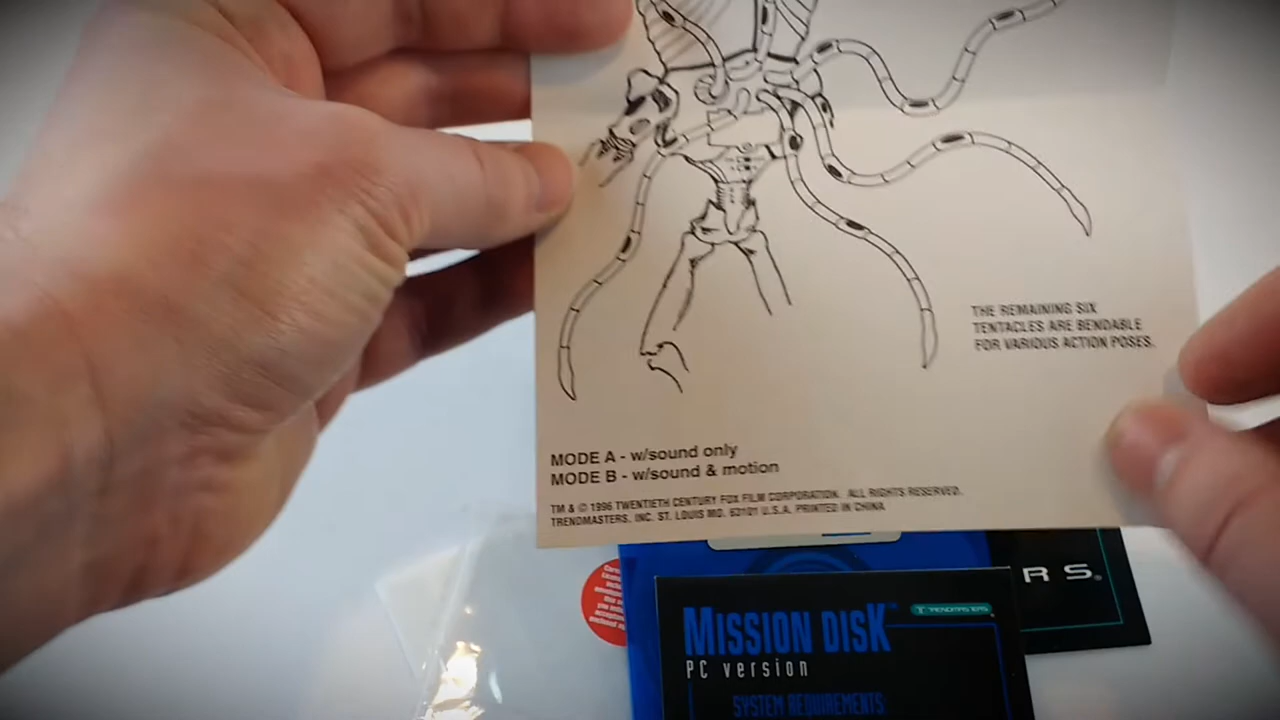 THE REMAINING SIX
TENTACLES ARE BENDABLE
FOR VARIOUS ACTION POSES.
MODE A - w/sound only
MODE B - w/sound & motion
TM & © 1996 TWENTIETH CENTURY FOX FILM CORPORATION. ALL RIGHTS RESERVED.
TRENDMASTERS, INC. ST. LOUIS MO. 63101 U.S.A. PRINTED IN CHINA
RS®
MISSION DISK™
TRENDMASTERS®
PC version
SYSTEM REQUIREMENTS